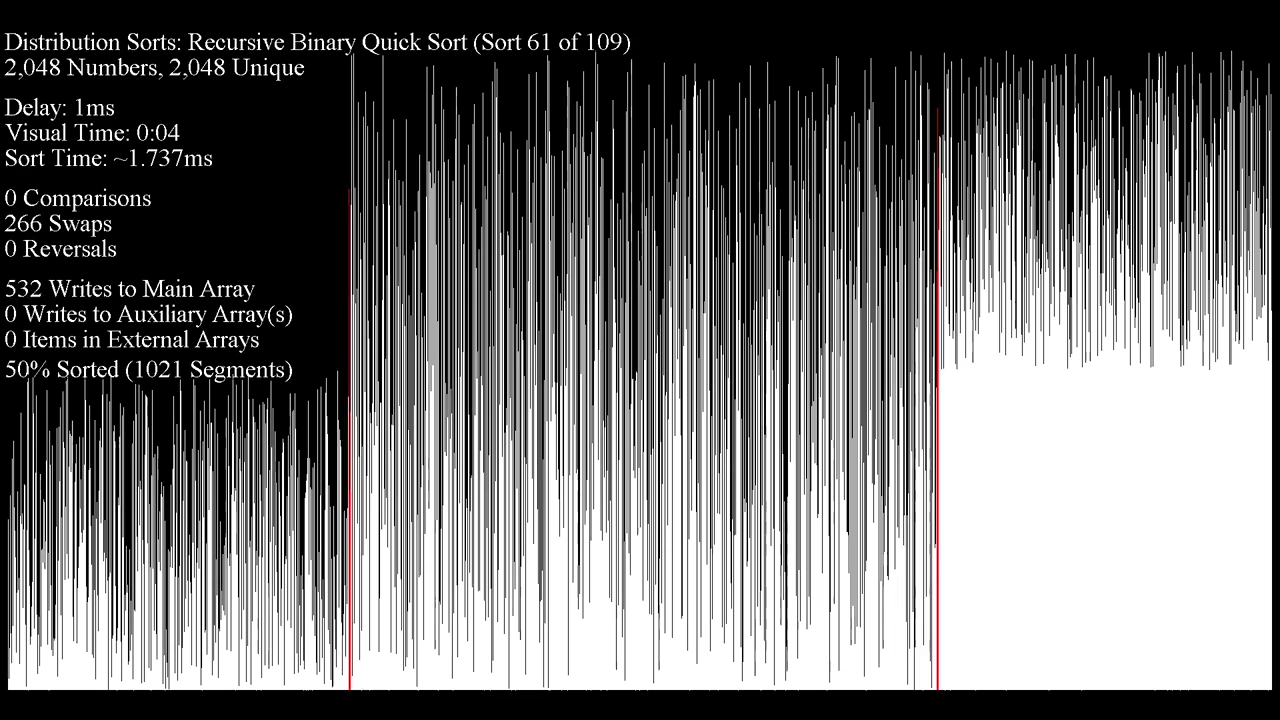 Distribution Sorts: Recursive Binary Quick Sort (Sort 61 of 109)
2,048 Numbers, 2,048 Unique
Delay: 1ms
Visual Time: 0:04
Sort Time: ~1.737ms
0 Comparisons
266 Swaps
0 Reversals
532 Writes to Main Array
0 Writes to Auxiliary Array(s)
0 Items in External Arrays
50% Sorted (1021 Segments)